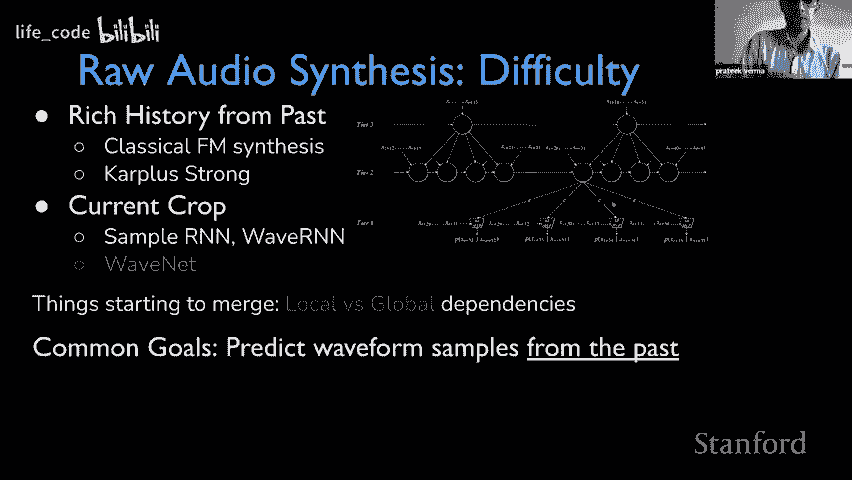 life_code bilibili
prateek verma
Raw Audio Synthesis: Difficulty
● Rich History from Past
○ Classical FM synthesis
○ Karplus Strong
● Current Crop
○ Sample RNN, WaveRNN
○ WaveNet
Tier 3
Tier 2
Tier 1
Things starting to merge: Local vs Global dependencies
Common Goals: Predict waveform samples from the past
Stanford